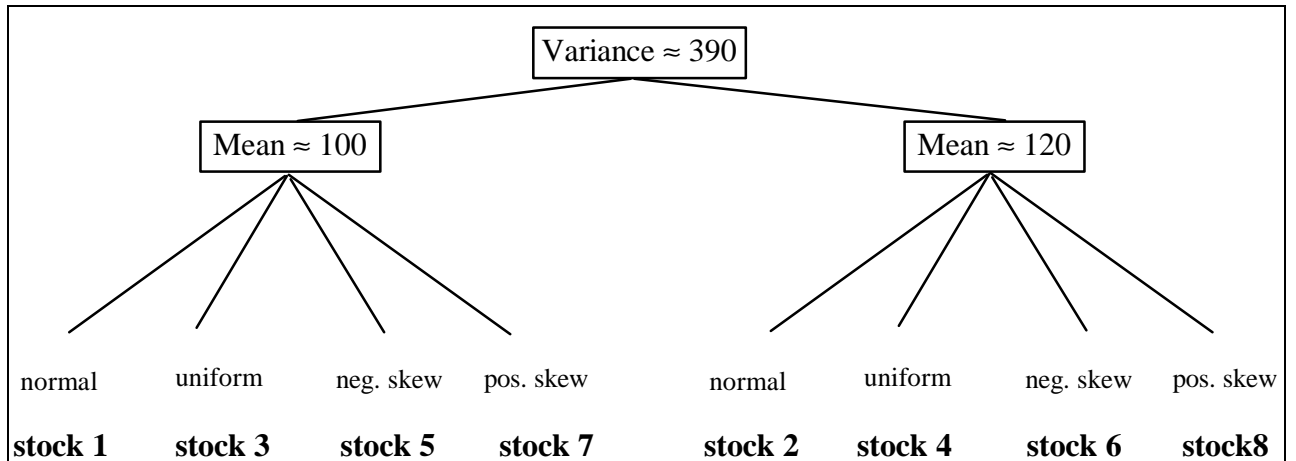 Variance ≈ 390
Mean ≈ 100
Mean ≈ 120
normal
uniform
neg. skew
pos. skew
normal
uniform
neg. skew
pos. skew
stock 1
stock 3
stock 5
stock 7
stock 2
stock 4
stock 6
stock8